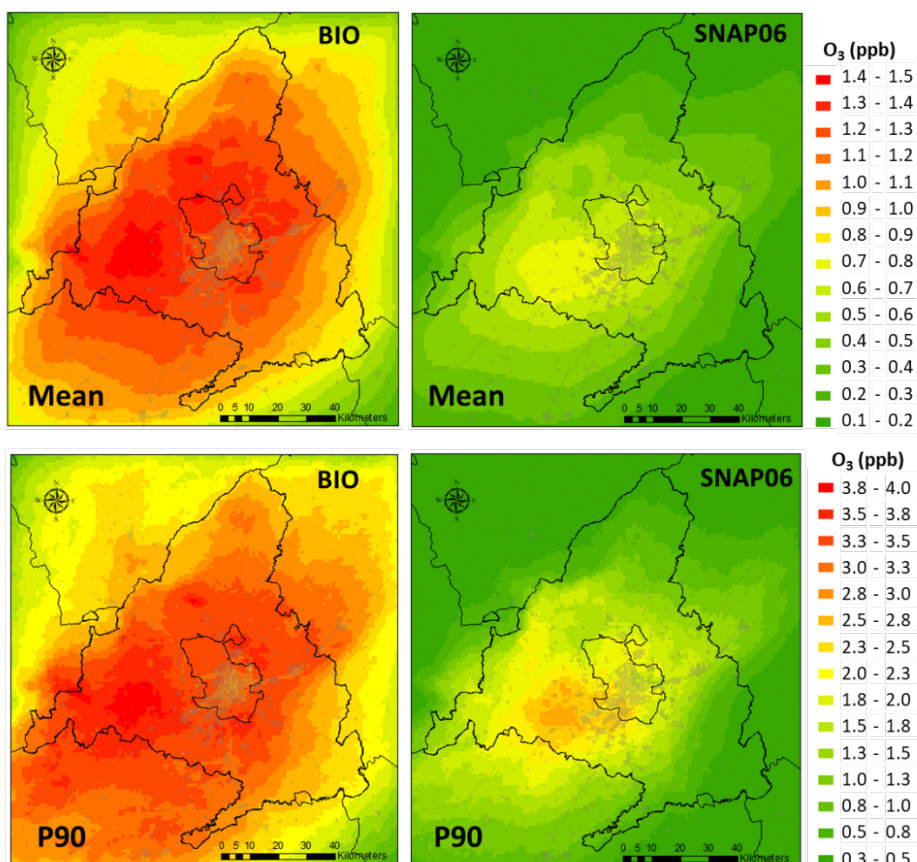 BIO
N
W E
S
Mean
0 5 10 20 30 40
Kilometers
SNAP06
N
W E
S
Mean
0 5 10 20 30 40
Kilometers
O₃ (ppb)
1.4 - 1.5
1.3 - 1.4
1.2 - 1.3
1.1 - 1.2
1.0 - 1.1
0.9 - 1.0
0.8 - 0.9
0.7 - 0.8
0.6 - 0.7
0.5 - 0.6
0.4 - 0.5
0.3 - 0.4
0.2 - 0.3
0.1 - 0.2
BIO
N
W E
S
P90
0 5 10 20 30 40
Kilometers
SNAP06
N
W E
S
P90
0 5 10 20 30 40
Kilometers
O₃ (ppb)
3.8 - 4.0
3.5 - 3.8
3.3 - 3.5
3.0 - 3.3
2.8 - 3.0
2.5 - 2.8
2.3 - 2.5
2.0 - 2.3
1.8 - 2.0
1.5 - 1.8
1.3 - 1.5
1.0 - 1.3
0.8 - 1.0
0.5 - 0.8
0.3 - 0.5